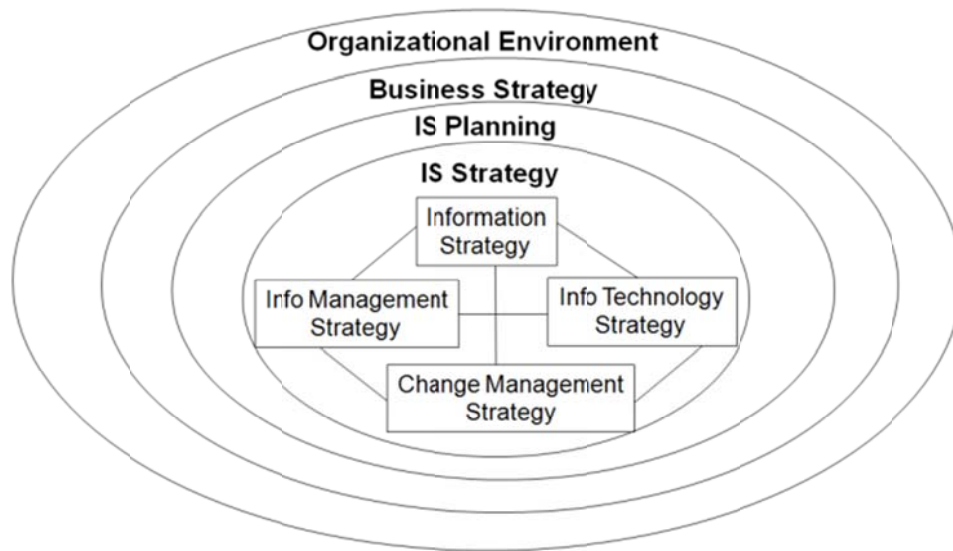 Organizational Environment
Business Strategy
IS Planning
IS Strategy
Information
Strategy
Info Management
Strategy
Info Technology
Strategy
Change Management
Strategy